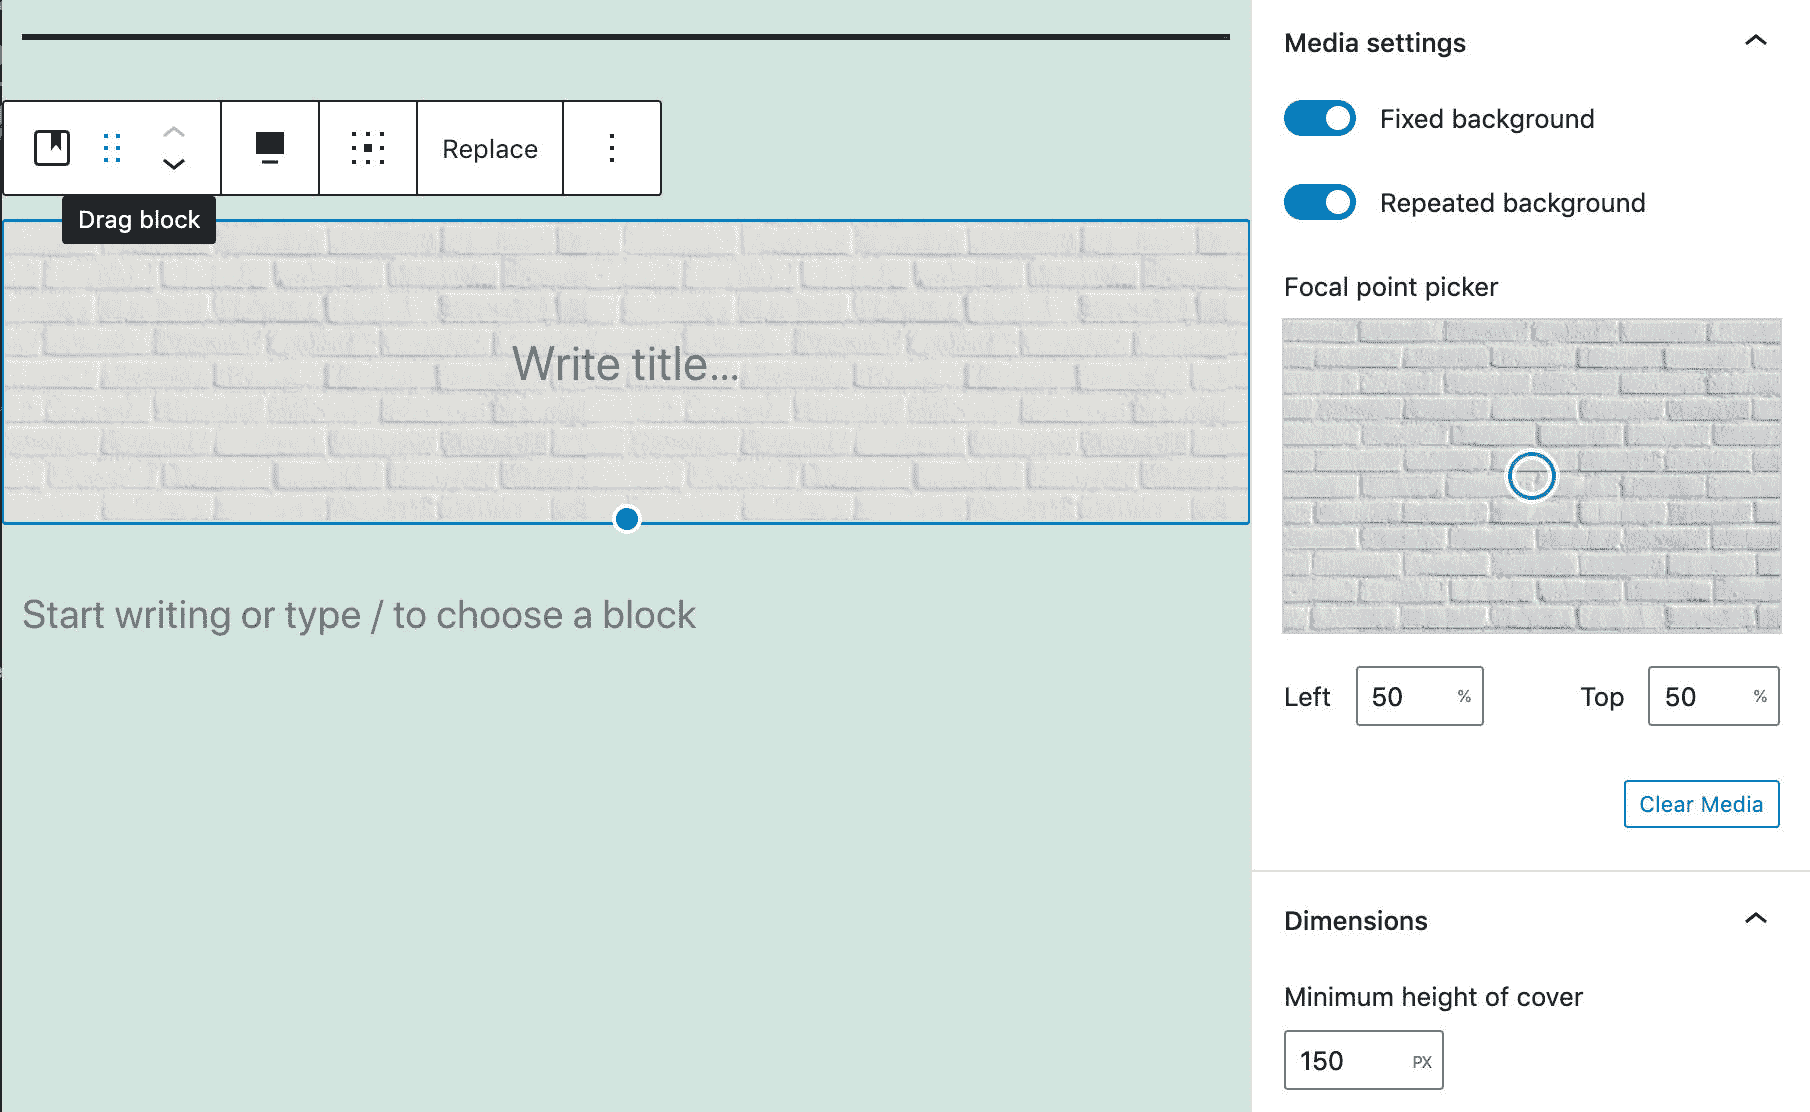 Replace
Drag block
Write title...
Start writing or type / to choose a block
Media settings
Fixed background
Repeated background
Focal point picker
Left 50 % Top 50 %
Clear Media
Dimensions
Minimum height of cover
150 PX